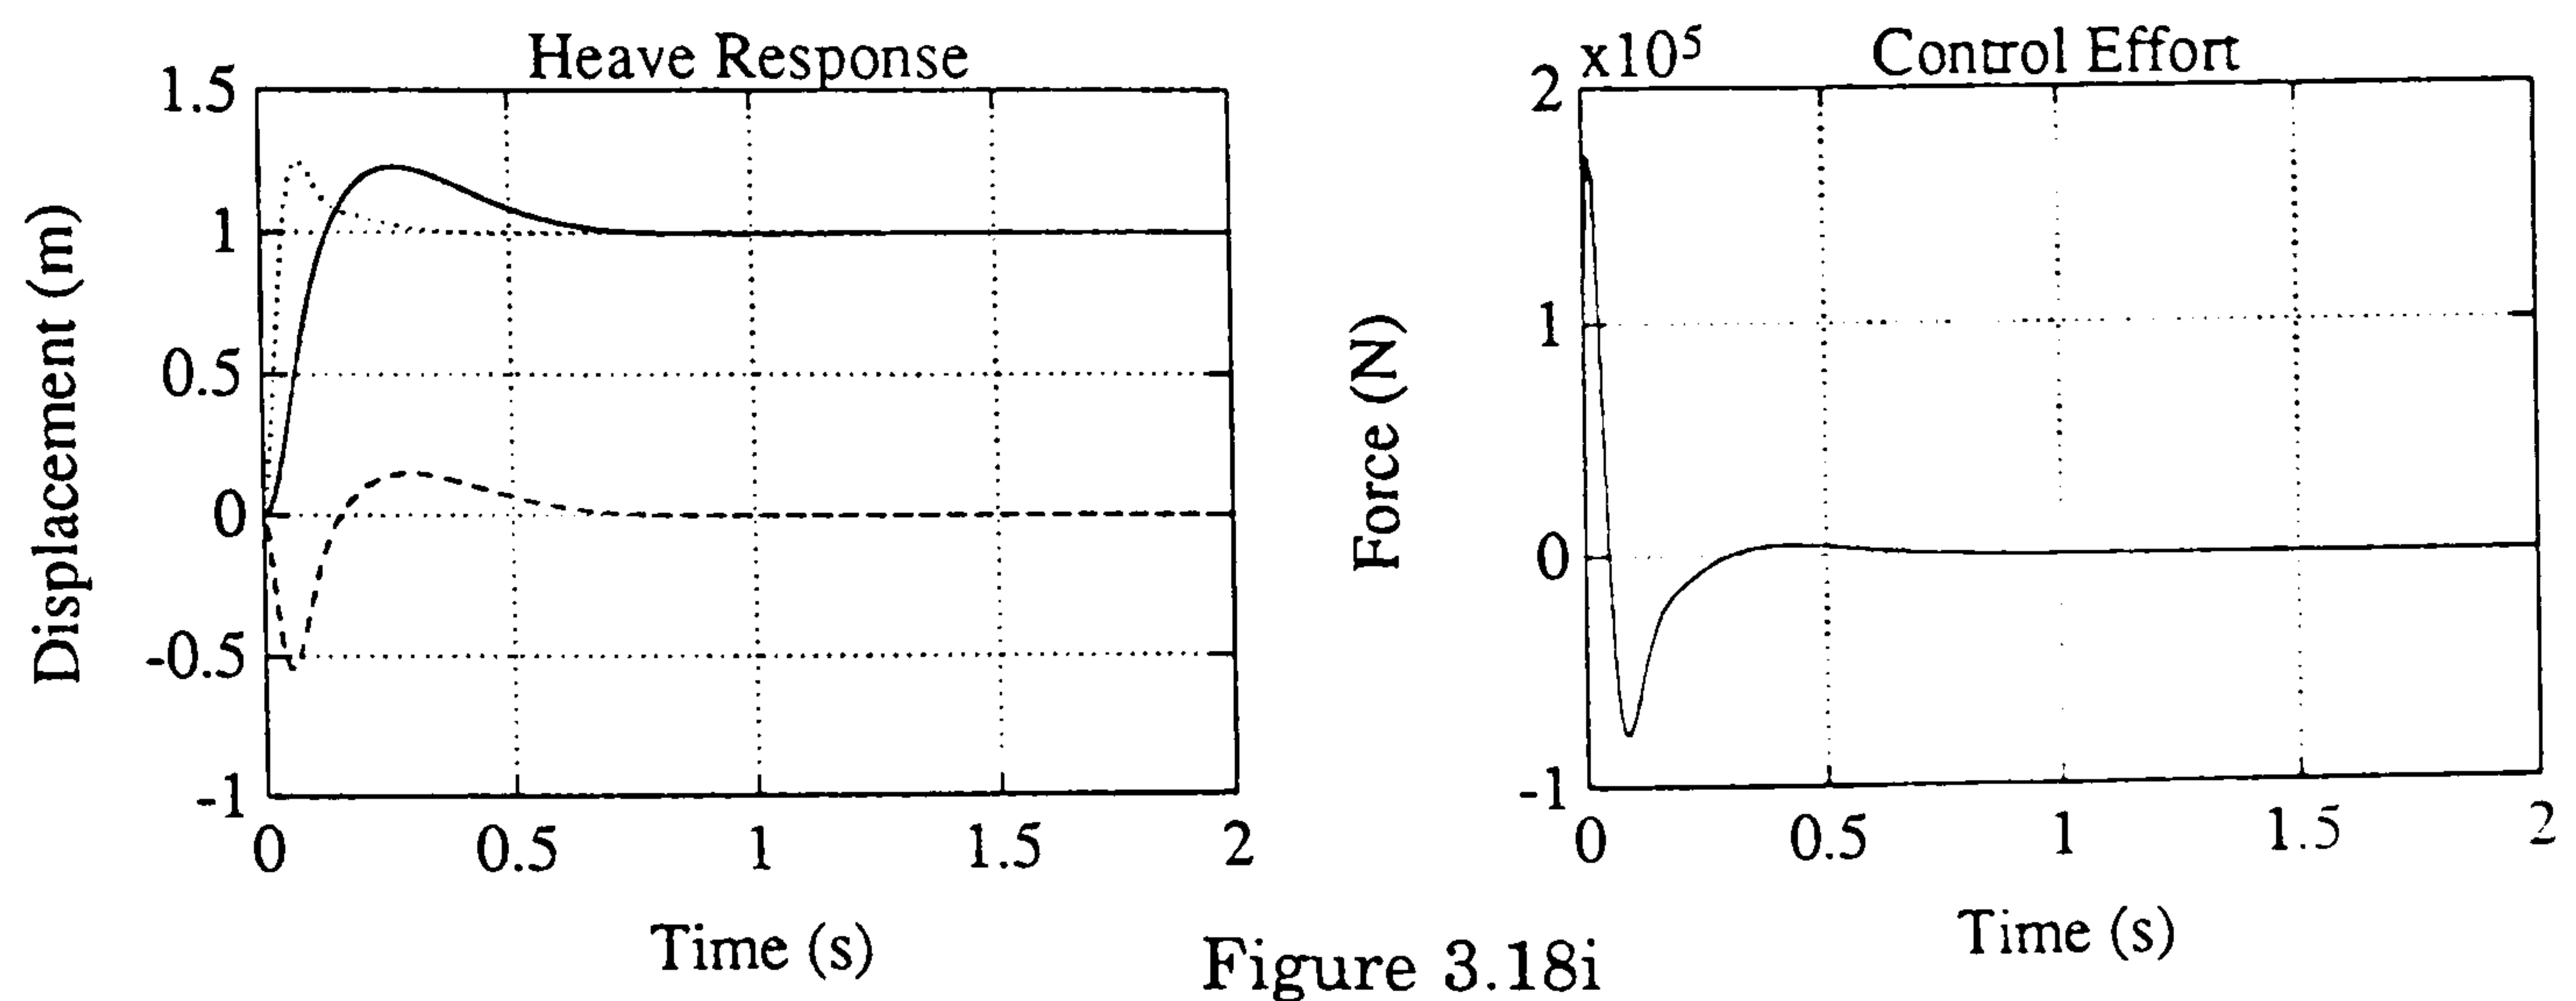 Heave Response
1.5
1
0.5
0
-0.5
-1
Displacement (m)
0 0.5 1 1.5 2
Time (s)
x10⁵ Control Effort
2
1
0
-1
Force (N)
0 0.5 1 1.5 2
Time (s)
Figure 3.18i